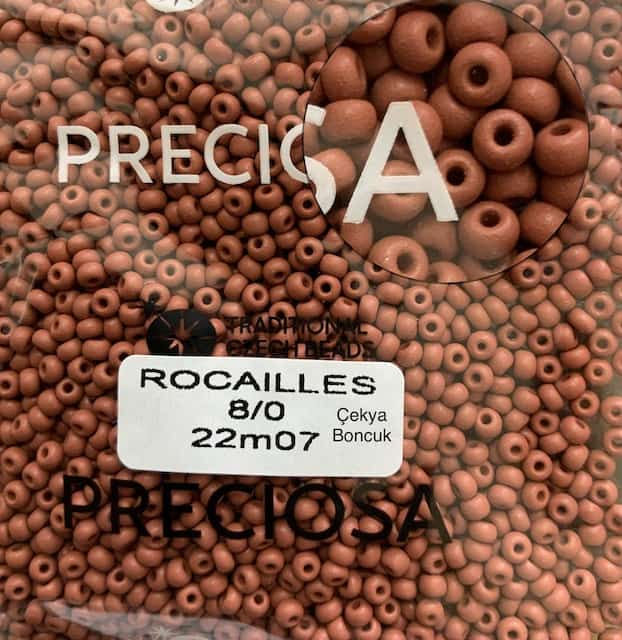 PRECIOSA
TRADITIONAL
CZECH BEADS
ROCAILLES
8/0
22m07
Çekya
Boncuk
PRECIOSA